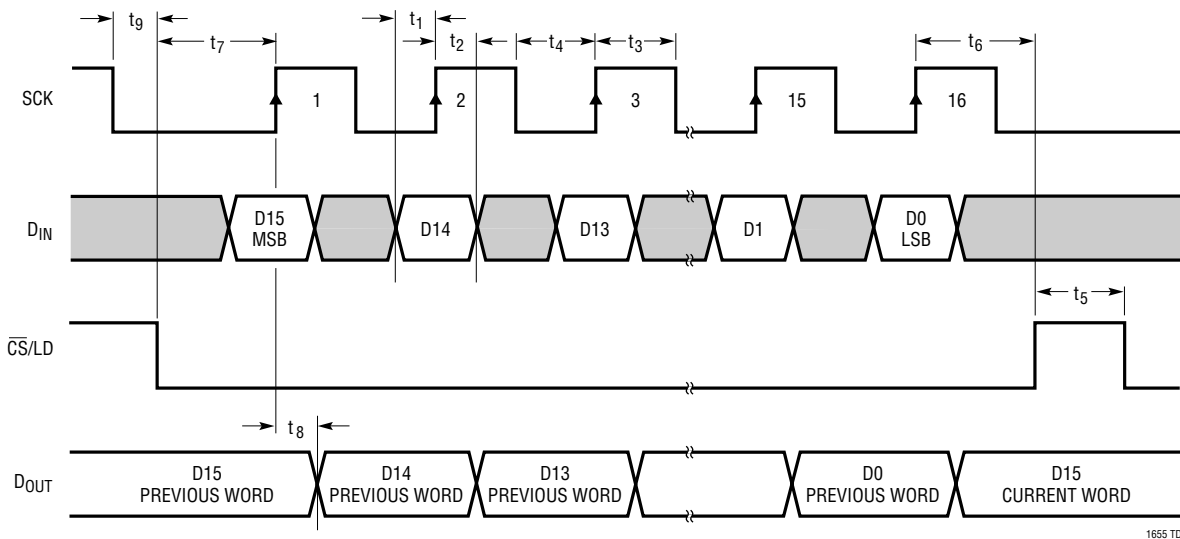 t9
t7
t1
t2
t4
t3
t6
SCK
1
2
3
15
16
DIN
D15
MSB
D14
D13
D1
D0
LSB
t5
CS/LD
t8
DOUT
D15
PREVIOUS WORD
D14
PREVIOUS WORD
D13
PREVIOUS WORD
D0
PREVIOUS WORD
D15
CURRENT WORD
1655 TD